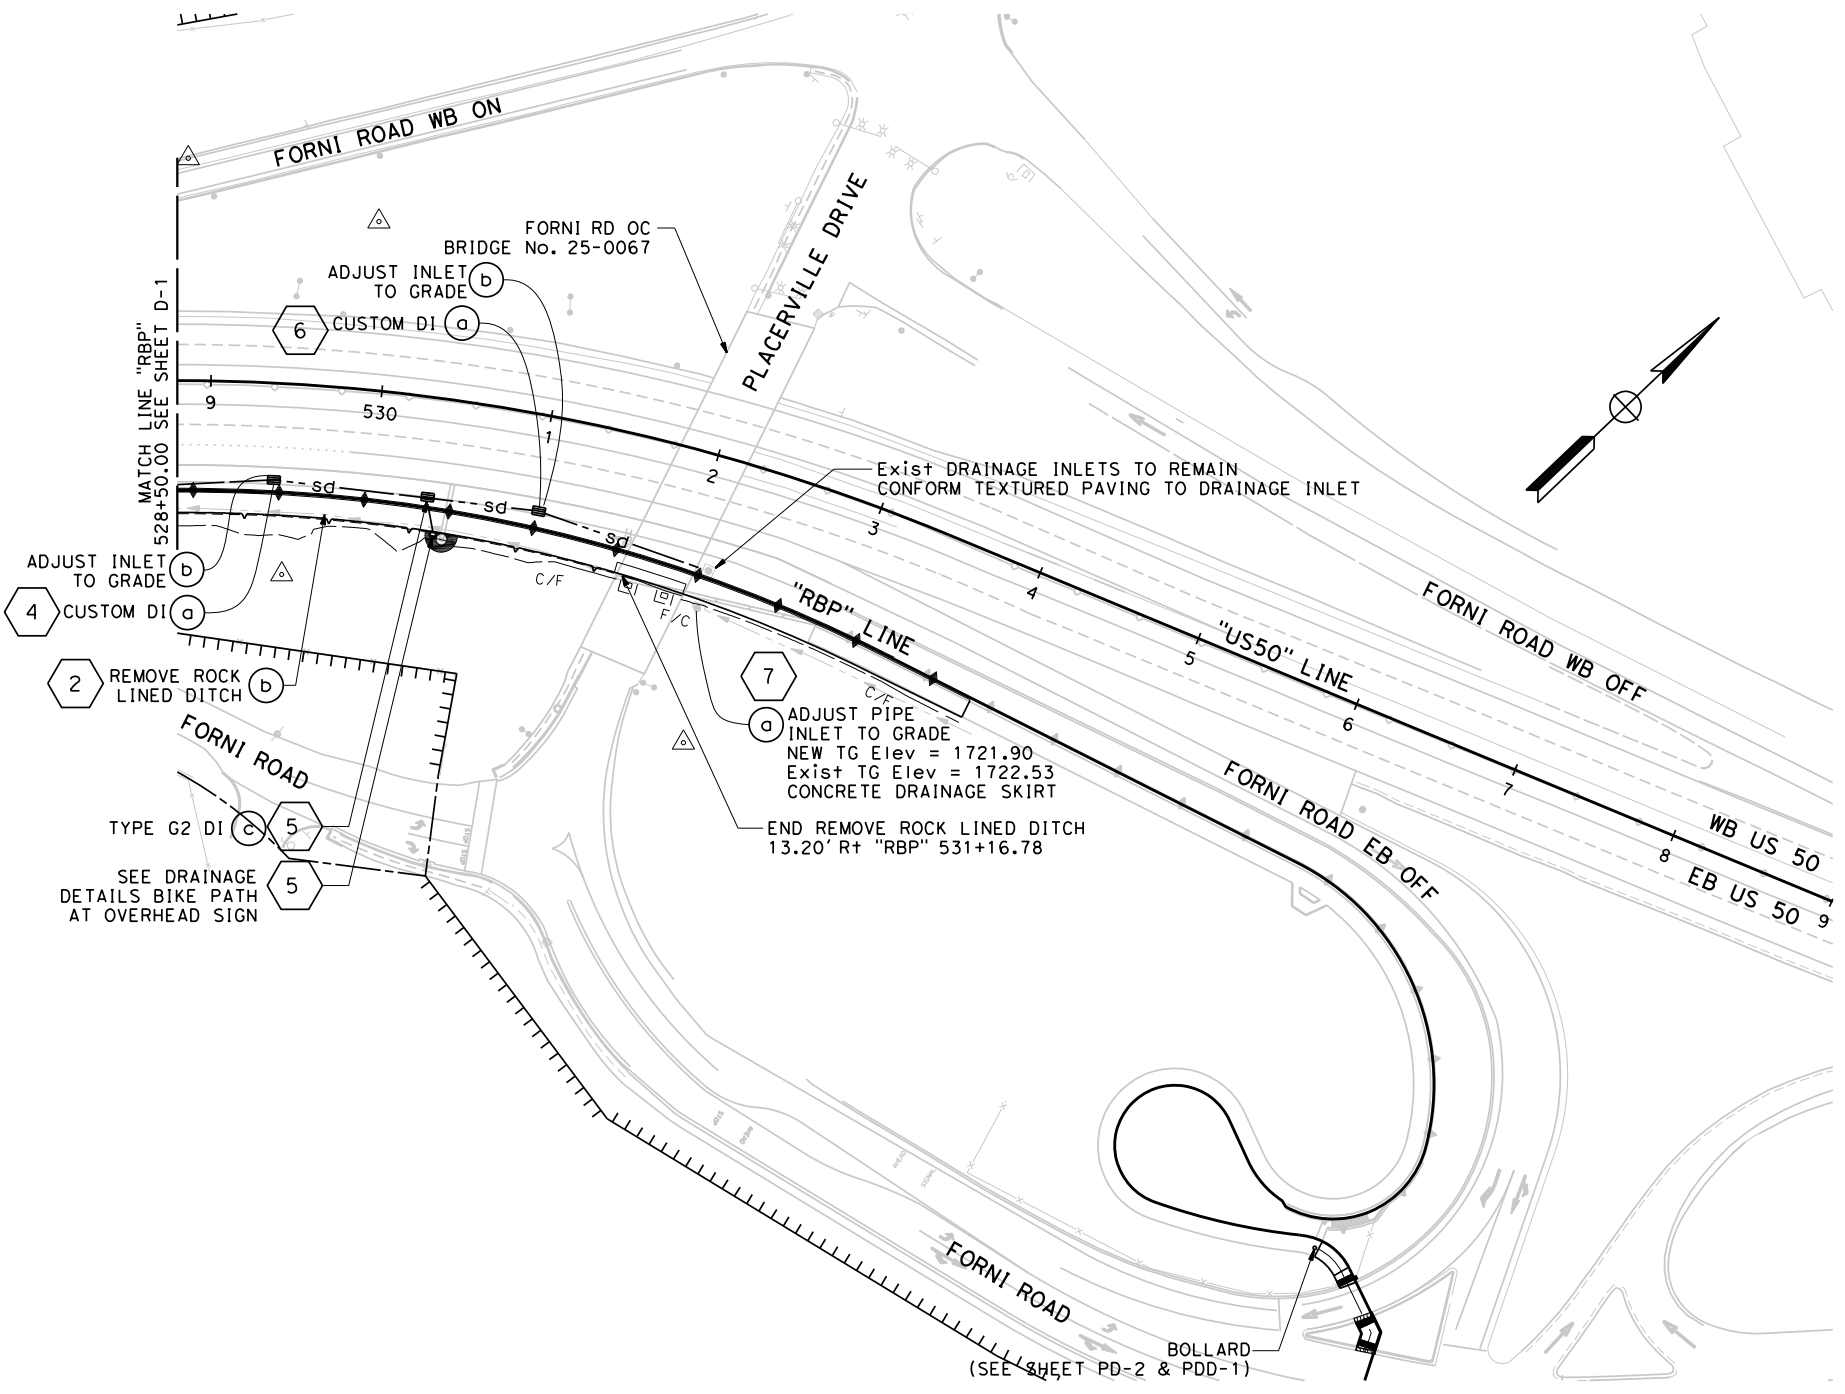 FORNI ROAD WB ON
PLACERVILLE DRIVE
FORNI RD OC
BRIDGE No. 25-0067
ADJUST INLET
TO GRADE
b
6
CUSTOM DI
a
MATCH LINE "RBP"
528+50.00 SEE SHEET D-1
9
530
1
2
3
4
5
6
7
8
9
sd
sd
sd
Exist DRAINAGE INLETS TO REMAIN
CONFORM TEXTURED PAVING TO DRAINAGE INLET
ADJUST INLET
TO GRADE
b
4
CUSTOM DI
a
C/F
F/C
C/F
"RBP" LINE
"US50" LINE
FORNI ROAD WB OFF
2
REMOVE ROCK
LINED DITCH
b
7
a
ADJUST PIPE
INLET TO GRADE
NEW TG Elev = 1721.90
Exist TG Elev = 1722.53
CONCRETE DRAINAGE SKIRT
FORNI ROAD
FORNI ROAD EB OFF
WB US 50
EB US 50
TYPE G2 DI
c
5
END REMOVE ROCK LINED DITCH
13.20' Rt "RBP" 531+16.78
SEE DRAINAGE
DETAILS BIKE PATH
AT OVERHEAD SIGN
5
FORNI ROAD
BOLLARD
(SEE SHEET PD-2 & PDD-1)